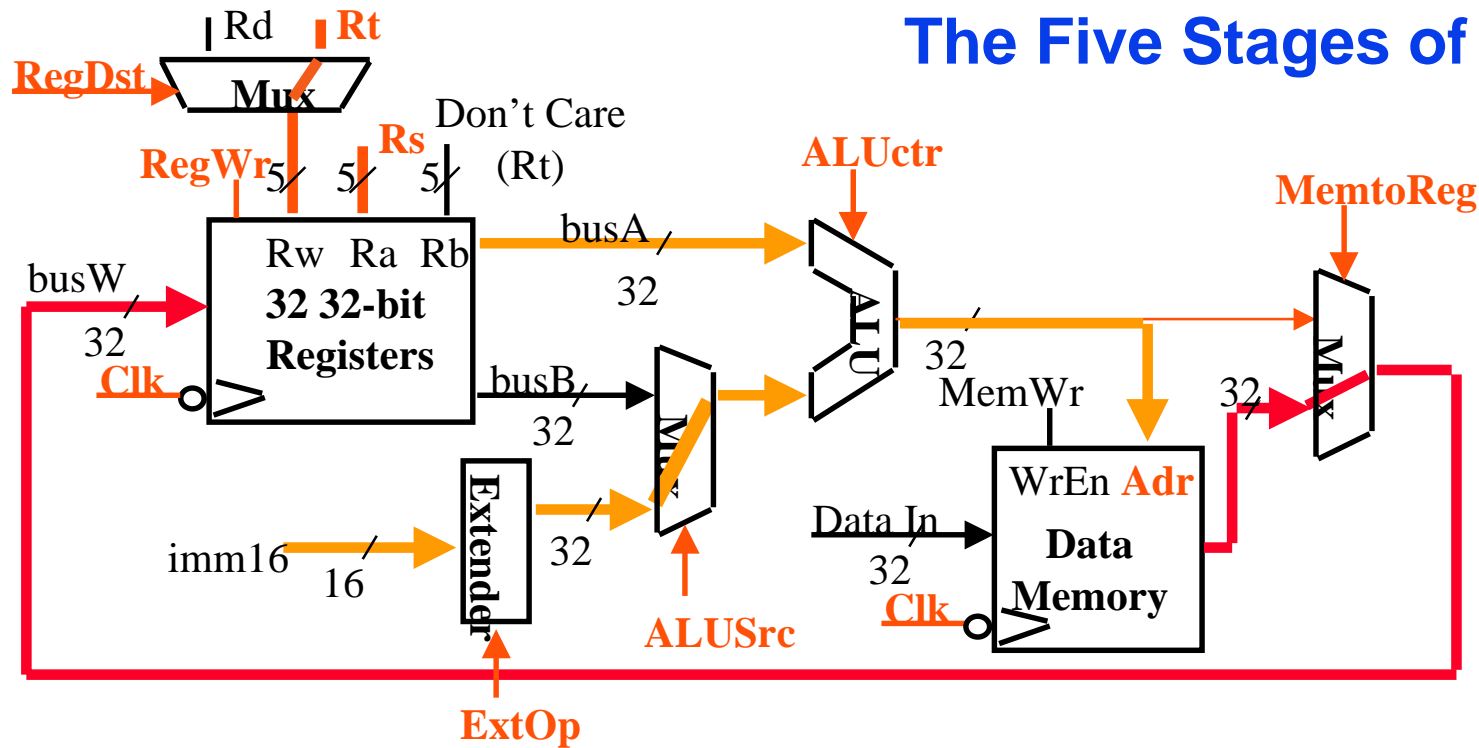 The Five Stages of
Rd Rt
RegDst
Mux
Don't Care
(Rt)
Rs
RegWr
5 5 5
ALUctr
MemtoReg
busA
32
Rw Ra Rb
32 32-bit
Registers
busW
32
Clk
busB
32
Mux
ALU
32
MemWr
32
Mux
WrEn Adr
Data
Memory
Data In
32
Clk
imm16
16
Extender
32
ALUSrc
ExtOp